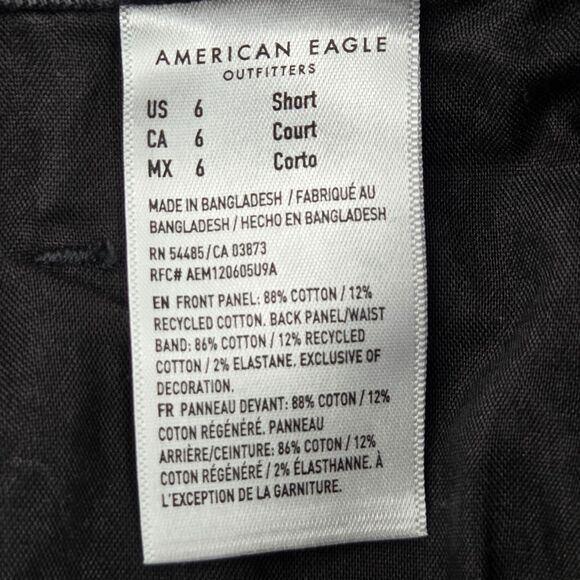 AMERICAN EAGLE
OUTFITTERS
US 6 Short
CA 6 Court
MX 6 Corto
MADE IN BANGLADESH / FABRIQUÉ AU
BANGLADESH / HECHO EN BANGLADESH
RN 54485/CA 03873
RFC# AEM120605U9A
EN FRONT PANEL: 88% COTTON / 12%
RECYCLED COTTON. BACK PANEL/WAIST
BAND: 86% COTTON / 12% RECYCLED
COTTON / 2% ELASTANE. EXCLUSIVE OF
DECORATION.
FR PANNEAU DEVANT: 88% COTON / 12%
COTON RÉGÉNÉRÉ. PANNEAU
ARRIÈRE/CEINTURE: 86% COTON / 12%
COTON RÉGÉNÉRÉ / 2% ÉLASTHANNE. À
L'EXCEPTION DE LA GARNITURE.